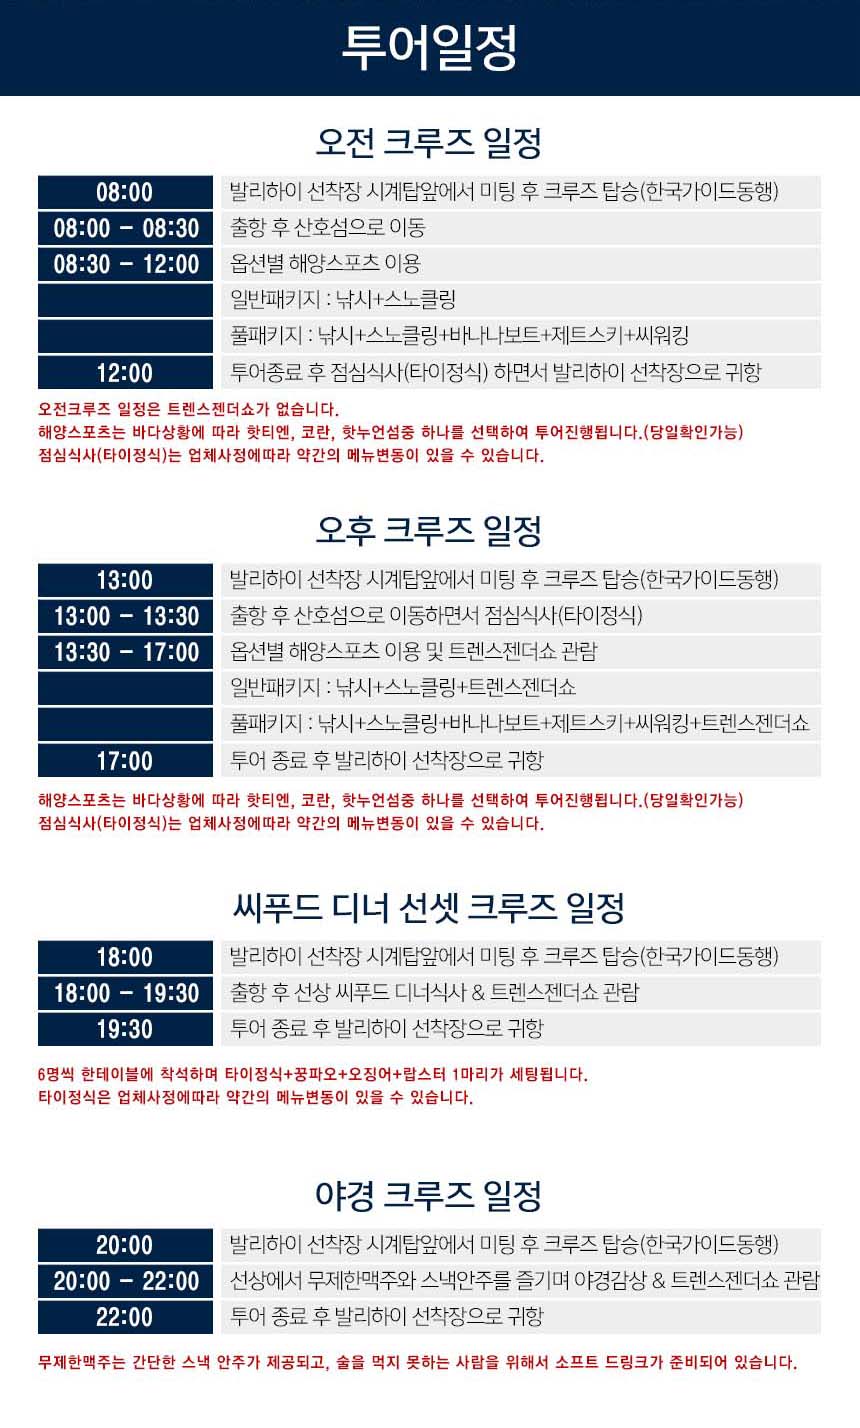 투어일정
오전 크루즈 일정
08:00 발리하이 선착장 시계탑앞에서 미팅 후 크루즈 탑승(한국가이드동행)
08:00 - 08:30 출항 후 산호섬으로 이동
08:30 - 12:00 옵션별 해양스포츠 이용
일반패키지 : 낚시+스노클링
풀패키지 : 낚시+스노클링+바나나보트+제트스키+씨워킹
12:00 투어종료 후 점심식사(타이정식) 하면서 발리하이 선착장으로 귀항
오전크루즈 일정은 트렌스젠더쇼가 없습니다.
해양스포츠는 바다상황에 따라 핫티엔, 코란, 핫누언섬중 하나를 선택하여 투어진행됩니다.(당일확인가능)
점심식사(타이정식)는 업체사정에따라 약간의 메뉴변동이 있을 수 있습니다.
오후 크루즈 일정
13:00 발리하이 선착장 시계탑앞에서 미팅 후 크루즈 탑승(한국가이드동행)
13:00 - 13:30 출항 후 산호섬으로 이동하면서 점심식사(타이정식)
13:30 - 17:00 옵션별 해양스포츠 이용 및 트렌스젠더쇼 관람
일반패키지 : 낚시+스노클링+트렌스젠더쇼
풀패키지 : 낚시+스노클링+바나나보트+제트스키+씨워킹+트렌스젠더쇼
17:00 투어 종료 후 발리하이 선착장으로 귀항
해양스포츠는 바다상황에 따라 핫티엔, 코란, 핫누언섬중 하나를 선택하여 투어진행됩니다.(당일확인가능)
점심식사(타이정식)는 업체사정에따라 약간의 메뉴변동이 있을 수 있습니다.
씨푸드 디너 선셋 크루즈 일정
18:00 발리하이 선착장 시계탑앞에서 미팅 후 크루즈 탑승(한국가이드동행)
18:00 - 19:30 출항 후 선상 씨푸드 디너식사 & 트렌스젠더쇼 관람
19:30 투어 종료 후 발리하이 선착장으로 귀항
6명씩 한테이블에 착석하며 타이정식+꿍파오+오징어+랍스터 1마리가 세팅됩니다.
타이정식은 업체사정에따라 약간의 메뉴변동이 있을 수 있습니다.
야경 크루즈 일정
20:00 발리하이 선착장 시계탑앞에서 미팅 후 크루즈 탑승(한국가이드동행)
20:00 - 22:00 선상에서 무제한맥주와 스낵안주를 즐기며 야경감상 & 트렌스젠더쇼 관람
22:00 투어 종료 후 발리하이 선착장으로 귀항
무제한맥주는 간단한 스낵 안주가 제공되고, 술을 먹지 못하는 사람을 위해서 소프트 드링크가 준비되어 있습니다.